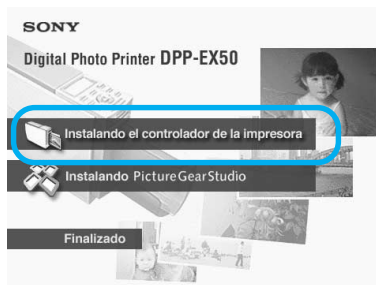 SONY
Digital Photo Printer DPP-EX50
Instalando el controlador de la impresora
Instalando PictureGearStudio
Finalizado